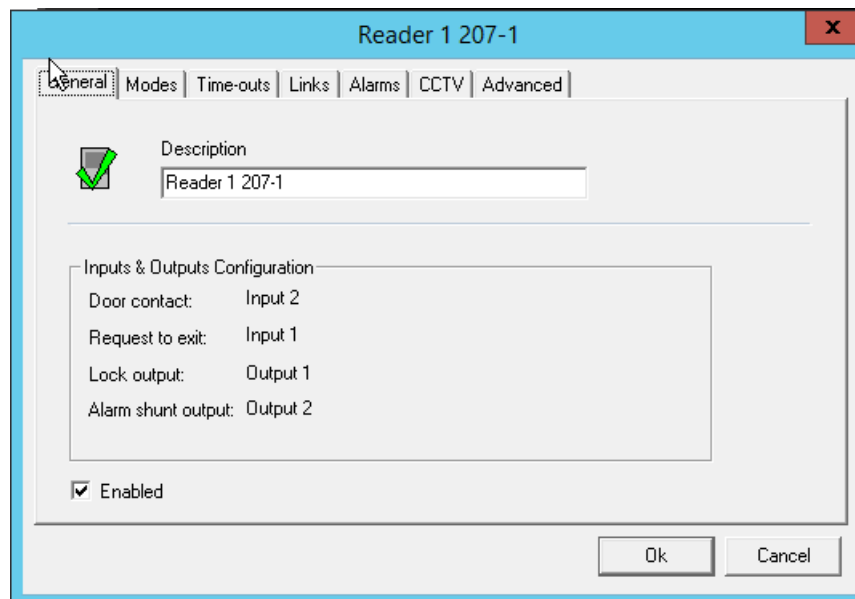 Reader 1 207-1
x
General Modes Time-outs Links Alarms CCTV Advanced
Description
Reader 1 207-1
Inputs & Outputs Configuration
Door contact: Input 2
Request to exit: Input 1
Lock output: Output 1
Alarm shunt output: Output 2
Enabled
Ok Cancel